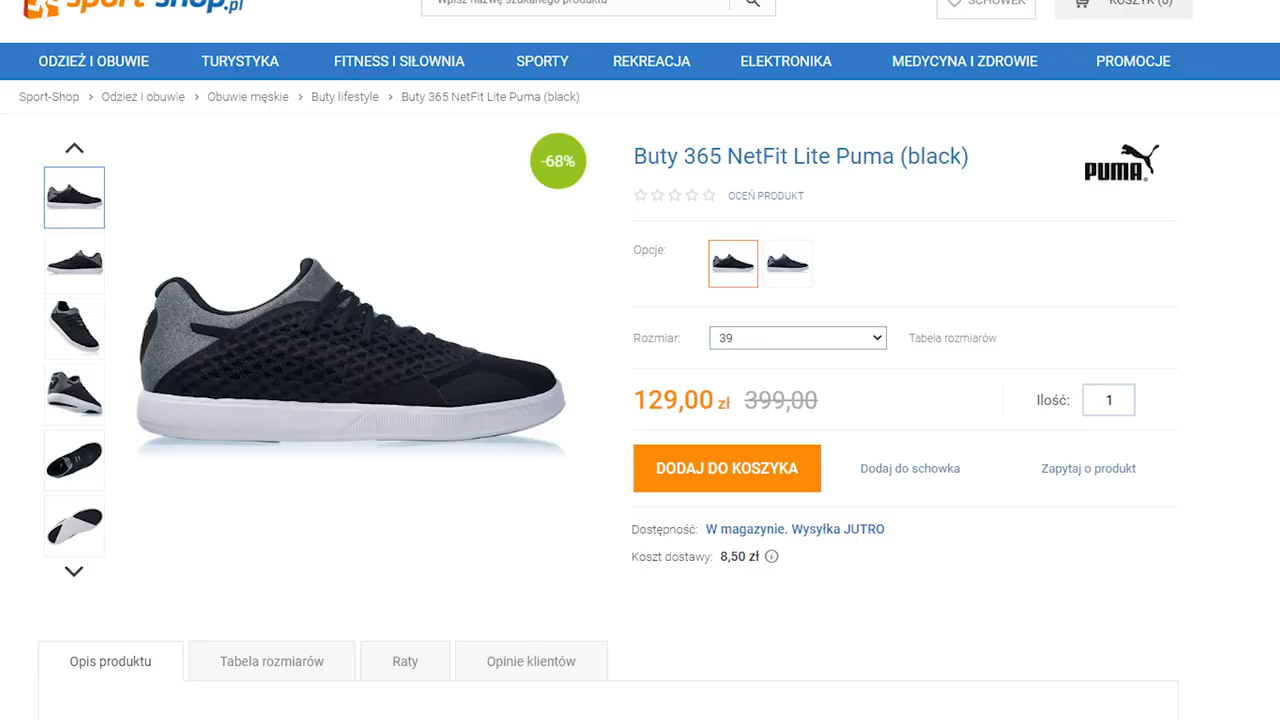 sport-shop.pl
Wpisz nazwę szukanego produktu
SCHOWEK
KOSZYK (0)
ODZIEŻ I OBUWIE TURYSTYKA FITNESS I SIŁOWNIA SPORTY REKREACJA ELEKTRONIKA MEDYCYNA I ZDROWIE PROMOCJE
Sport-Shop > Odzież i obuwie > Obuwie męskie > Buty lifestyle > Buty 365 NetFit Lite Puma (black)
-68%
Buty 365 NetFit Lite Puma (black)
PUMA
OCEŃ PRODUKT
Opcje:
Rozmiar: 39 Tabela rozmiarów
129,00 zł 399,00 Ilość: 1
DODAJ DO KOSZYKA Dodaj do schowka Zapytaj o produkt
Dostępność: W magazynie. Wysyłka JUTRO
Koszt dostawy: 8,50 zł
Opis produktu Tabela rozmiarów Raty Opinie klientów